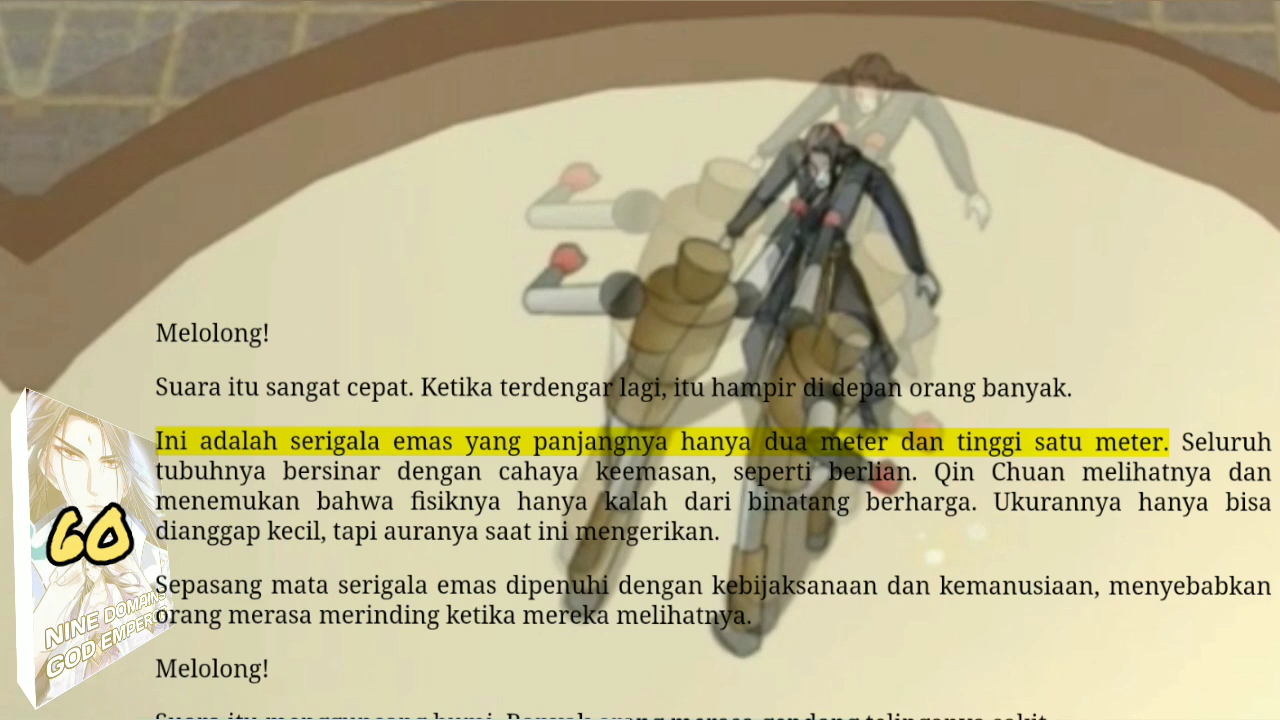 Melolong!
Suara itu sangat cepat. Ketika terdengar lagi, itu hampir di depan orang banyak.
Ini adalah serigala emas yang panjangnya hanya dua meter dan tinggi satu meter. Seluruh
tubuhnya bersinar dengan cahaya keemasan, seperti berlian. Qin Chuan melihatnya dan
menemukan bahwa fisiknya hanya kalah dari binatang berharga. Ukurannya hanya bisa
dianggap kecil, tapi auranya saat ini mengerikan.
Sepasang mata serigala emas dipenuhi dengan kebijaksanaan dan kemanusiaan, menyebabkan
orang merasa merinding ketika mereka melihatnya.
Melolong!
60
NINE DOMAINS
GOD EMPEROR